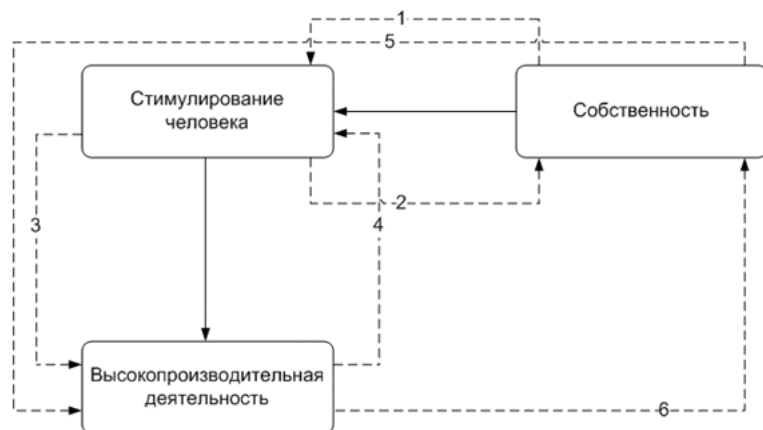 1
5
Стимулирование
человека
Собственность
3
2
4
Высокопроизводительная
деятельность
6